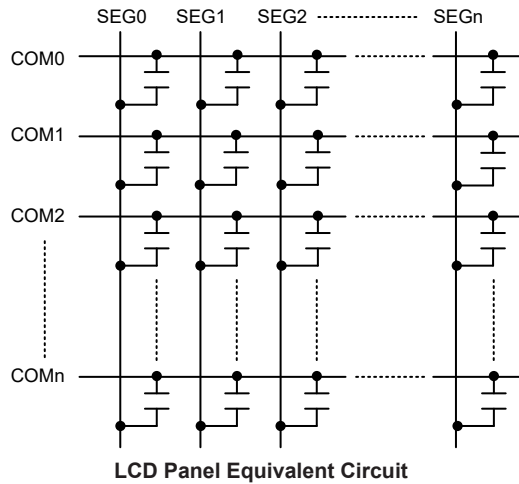 SEG0 SEG1 SEG2 SEGn
COM0
COM1
COM2
COMn
LCD Panel Equivalent Circuit